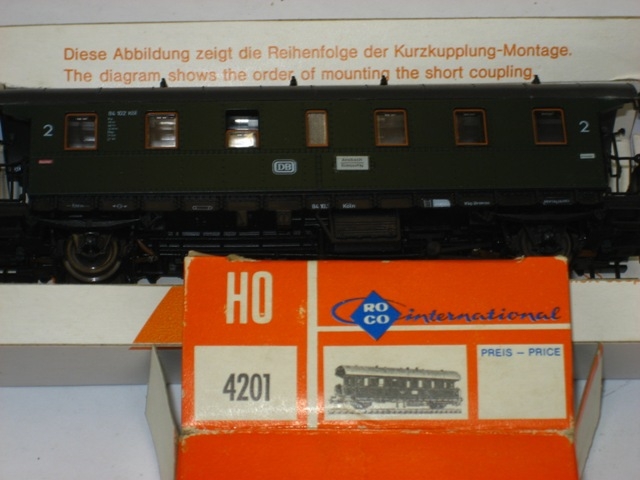 Diese Abbildung zeigt die Reihenfolge der Kurzkupplung-Montage.
The diagram shows the order of mounting the short coupling.
2
2
DB
Köln
HO
ROCO international
4201
PREIS – PRICE